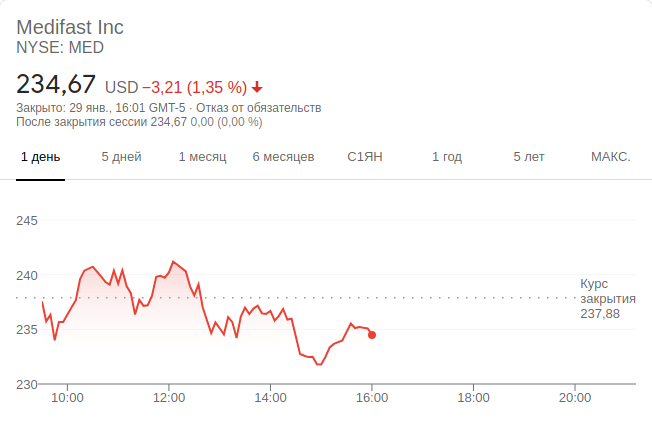 Medifast Inc
NYSE: MED
234,67 USD −3,21 (1,35 %)
Закрыто: 29 янв., 16:01 GMT-5 · Отказ от обязательств
После закрытия сессии 234,67 0,00 (0,00 %)
1 день 5 дней 1 месяц 6 месяцев С1ЯН 1 год 5 лет МАКС.
245
240
Курс
закрытия
237,88
235
230
10:00 12:00 14:00 16:00 18:00 20:00